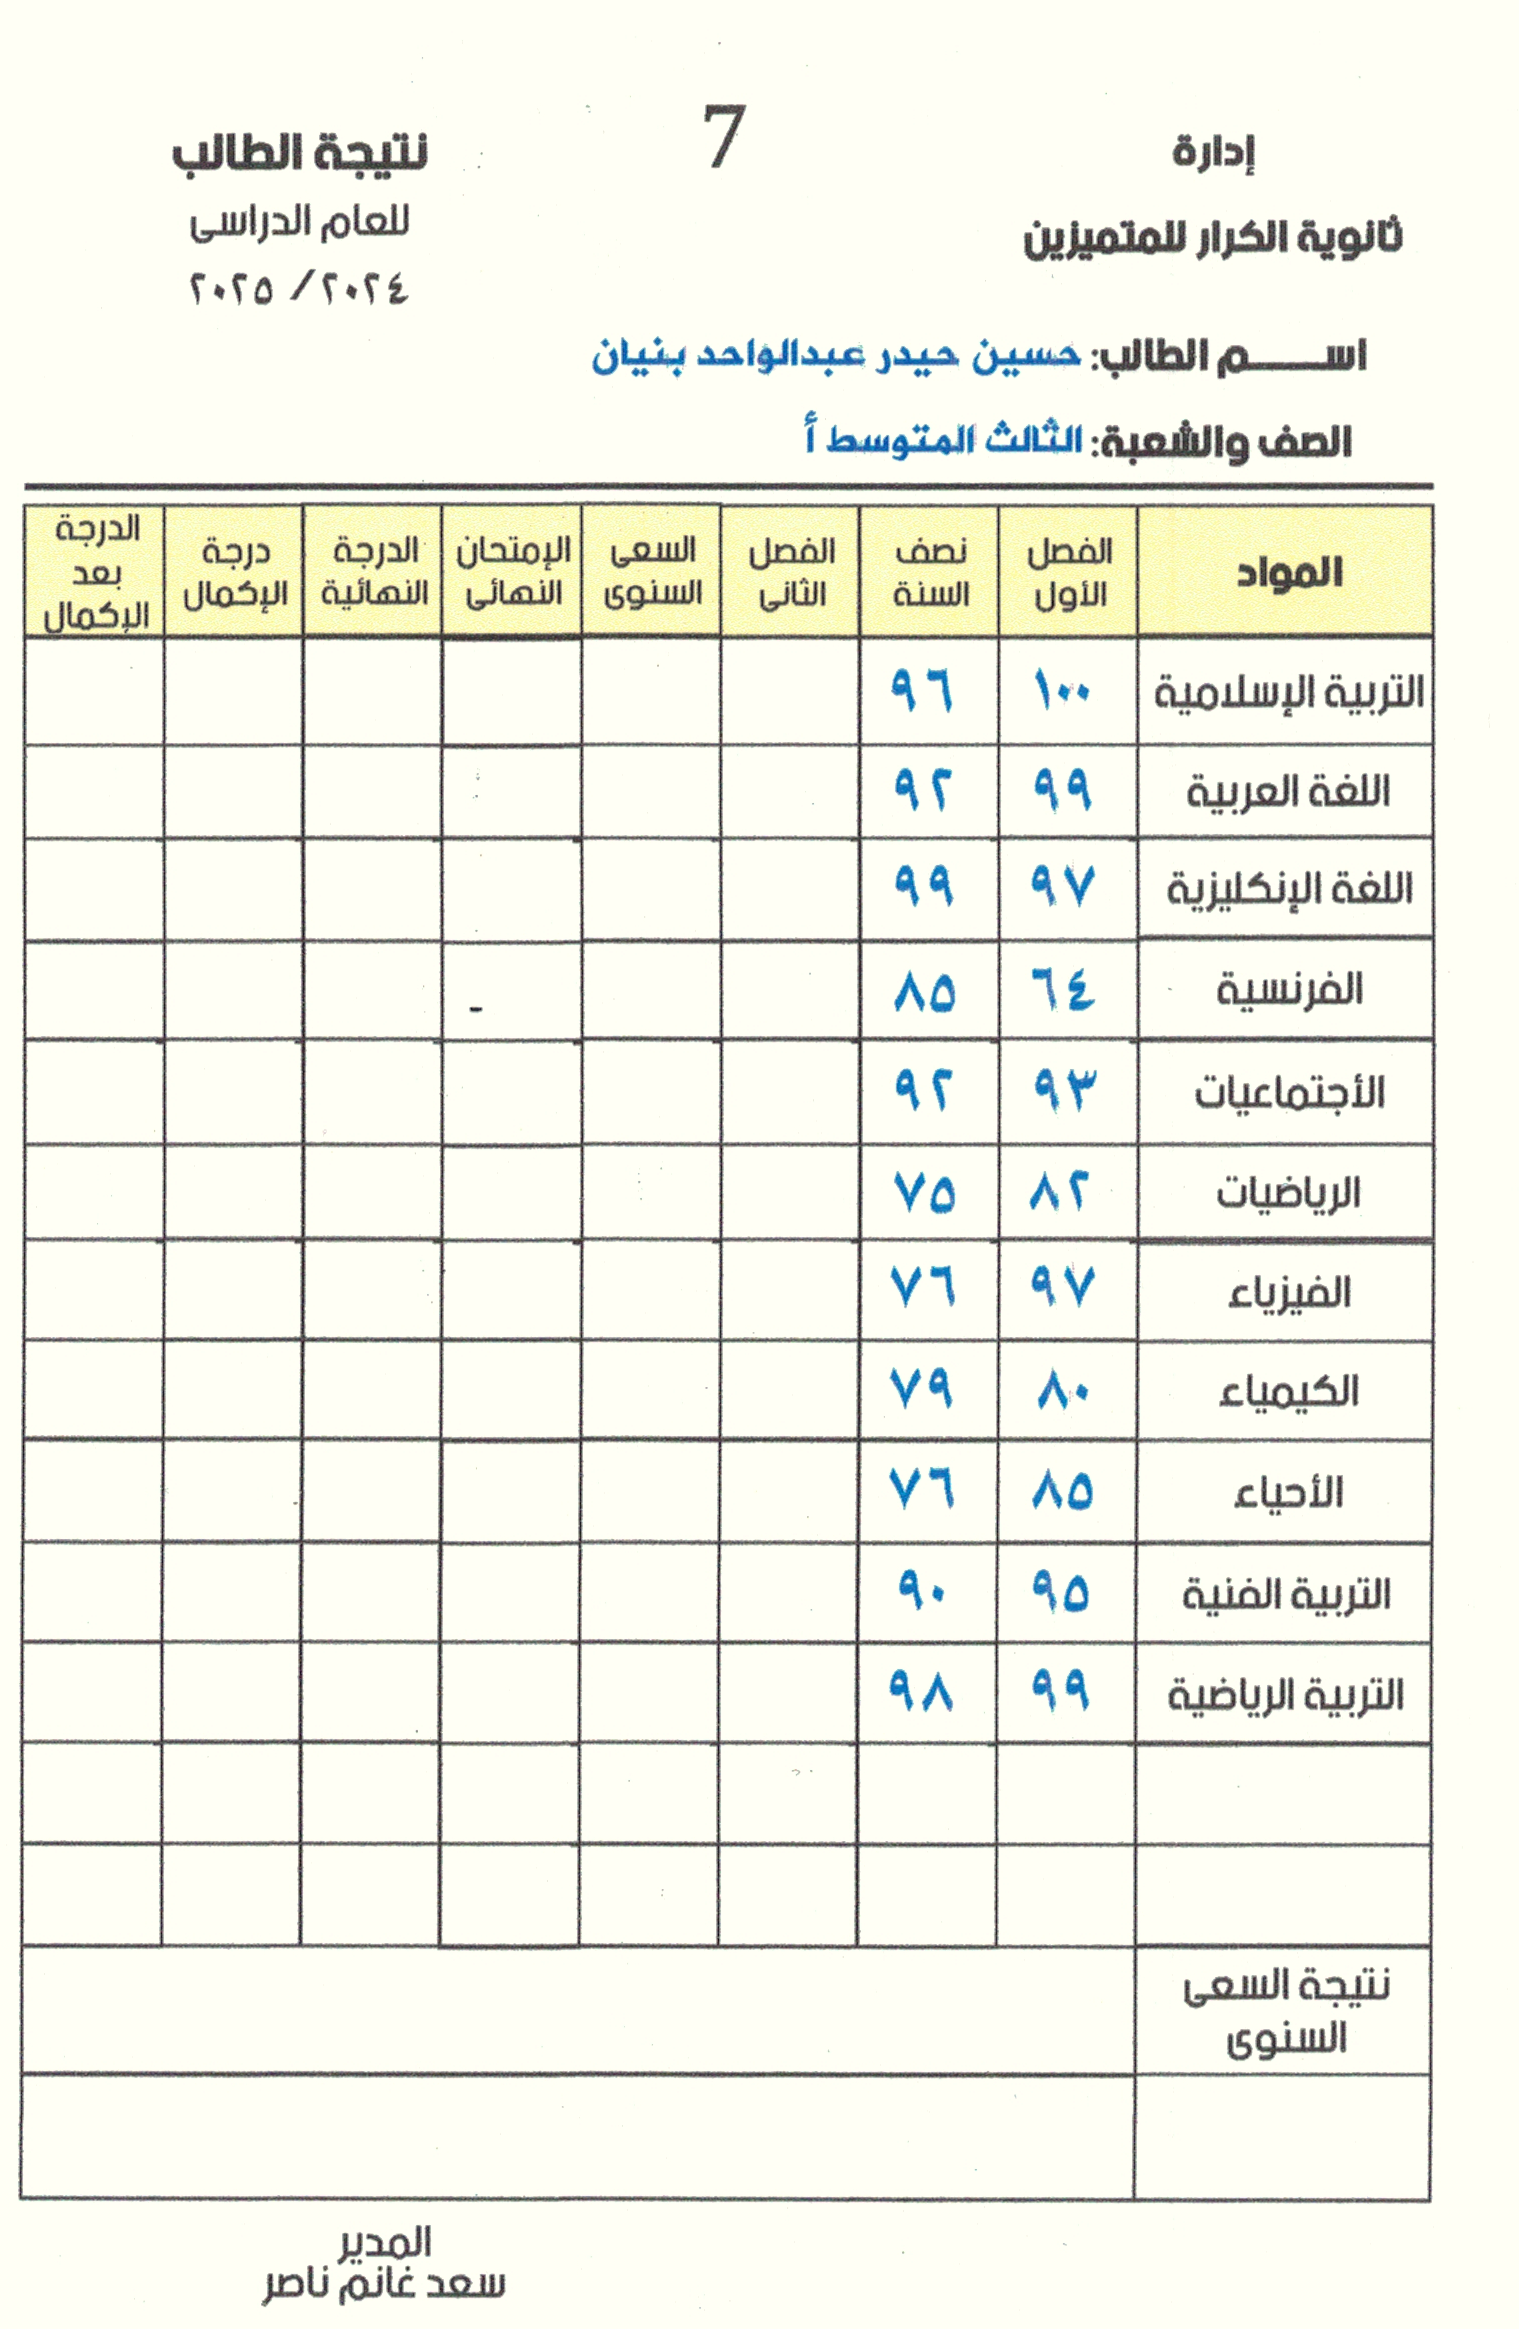 إدارة
ثانوية الكرار للمتميزين
7
نتيجة الطالب
للعام الدراسي
٢٠٢٤/ ٢٠٢٥
اســـــم الطالب: حسين حيدر عبدالواحد بنيان
الصف والشعبة: الثالث المتوسط أ
المواد الفصل الأول نصف السنة الفصل الثاني السعي السنوي الإمتحان النهائي الدرجة النهائية درجة الإكمال الدرجة بعد الإكمال
التربية الإسلامية ١٠٠ ٩٦
اللغة العربية ٩٩ ٩٢
اللغة الإنكليزية ٩٧ ٩٩
الفرنسية ٦٤ ٨٥ -
الأجتماعيات ٩٣ ٩٢
الرياضيات ٨٢ ٧٥
الفيزياء ٩٧ ٧٦
الكيمياء ٨٠ ٧٩
الأحياء ٨٥ ٧٦
التربية الفنية ٩٥ ٩٠
التربية الرياضية ٩٩ ٩٨
نتيجة السعي
السنوي
المدير
سعد غانم ناصر